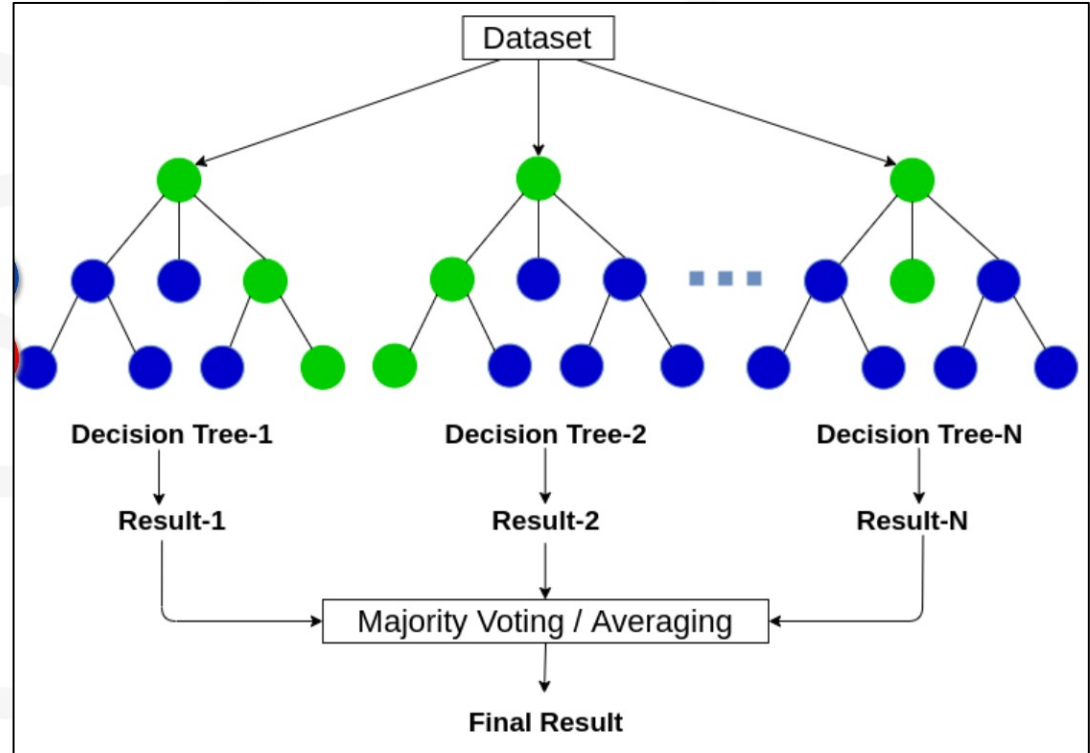 Dataset
Decision Tree-1
Decision Tree-2
Decision Tree-N
Result-1
Result-2
Result-N
Majority Voting / Averaging
Final Result